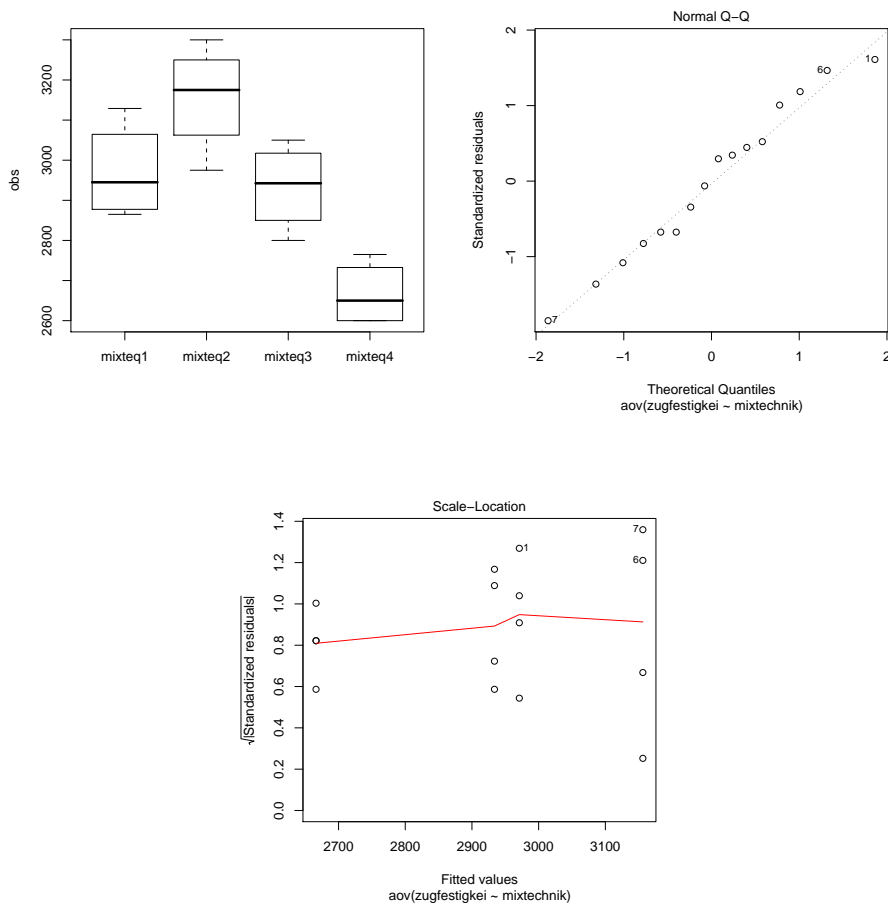 obs
2600
2800
3000
3200
mixteq1 mixteq2 mixteq3 mixteq4
Normal Q−Q
Standardized residuals
−1
0
1
2
6
1
7
−2 −1 0 1 2
Theoretical Quantiles
aov(zugfestigkei ~ mixtechnik)
Scale−Location
√|Standardized residuals|
0.0
0.2
0.4
0.6
0.8
1.0
1.2
1.4
7
1
6
2700 2800 2900 3000 3100
Fitted values
aov(zugfestigkei ~ mixtechnik)